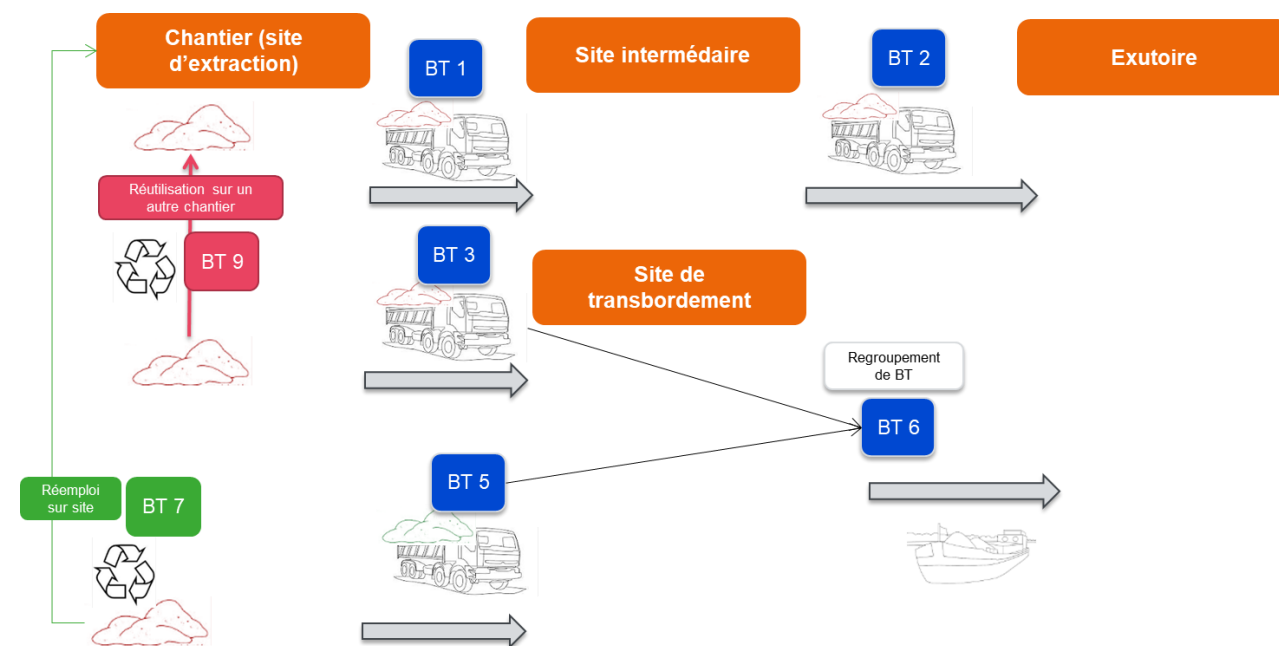 Chantier (site
d’extraction)
BT 1
Site intermédaire
BT 2
Exutoire
Réutilisation sur un
autre chantier
BT 9
BT 3
Site de
transbordement
Regroupement
de BT
BT 6
BT 5
Réemploi
sur site
BT 7